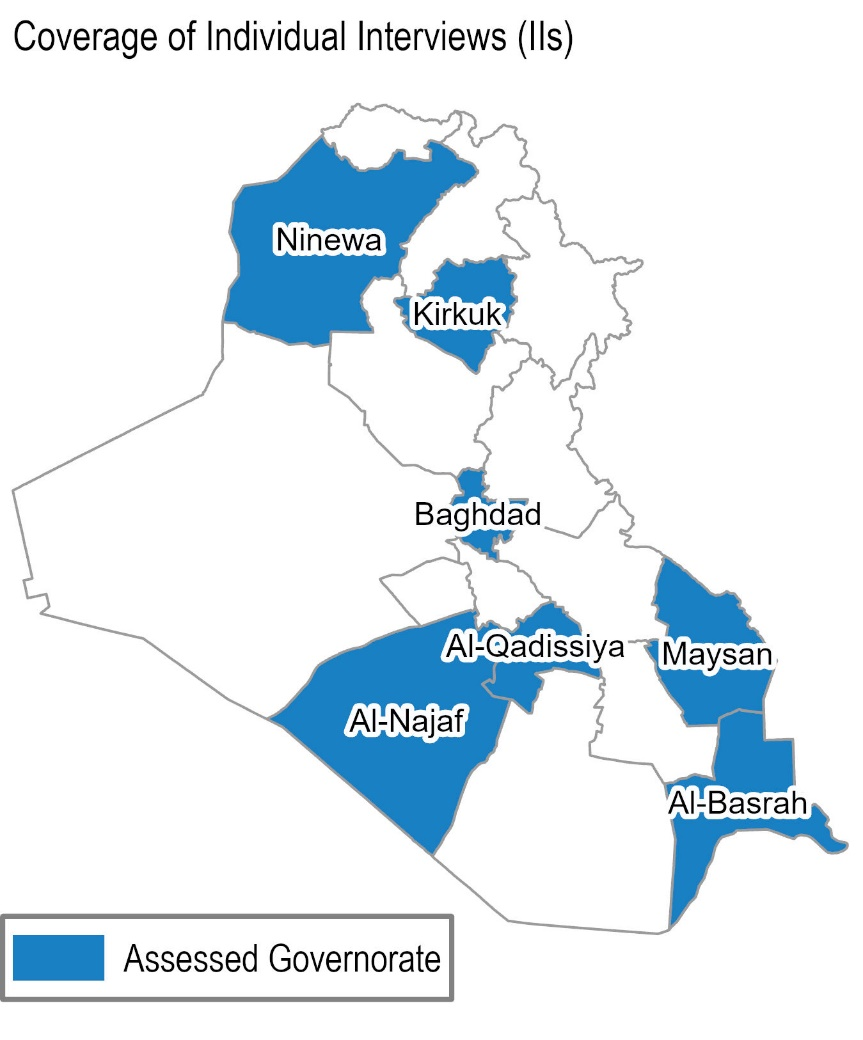 Coverage of Individual Interviews (IIs)
Ninewa
Kirkuk
Baghdad
Al-Qadissiya
Maysan
Al-Najaf
Al-Basrah
Assessed Governorate